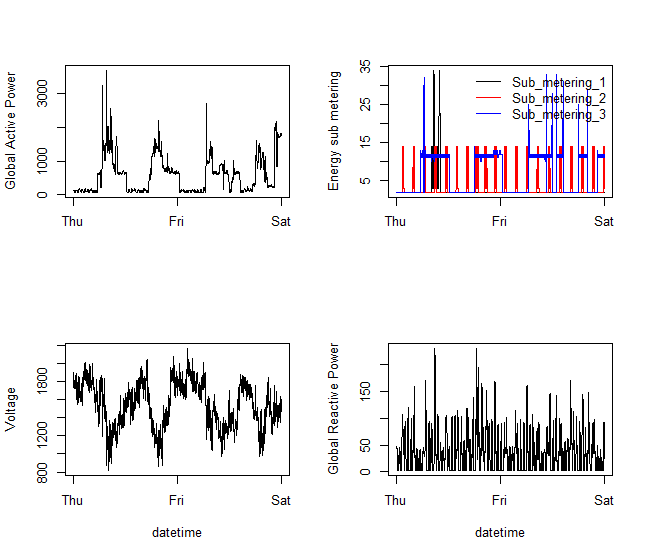 Global Active Power
0 1000 3000
Thu Fri Sat
Energy sub metering
5 15 25 35
Sub_metering_1
Sub_metering_2
Sub_metering_3
Thu Fri Sat
Voltage
800 1200 1800
Thu Fri Sat
datetime
Global Reactive Power
0 50 150
Thu Fri Sat
datetime